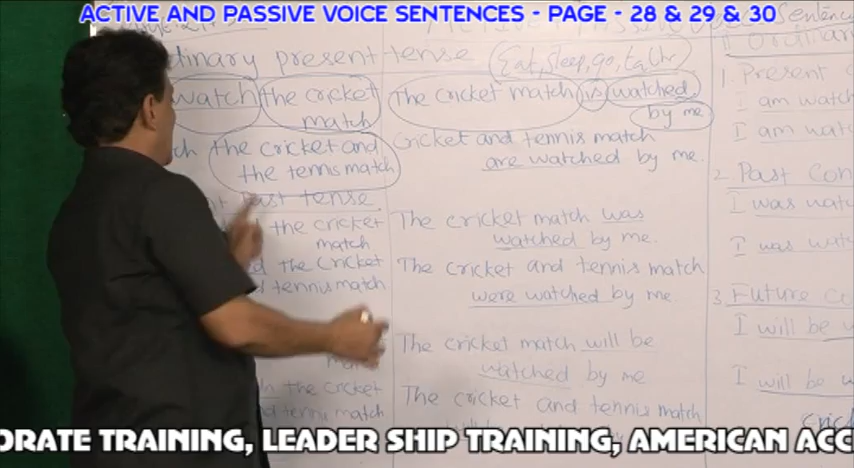 ACTIVE AND PASSIVE VOICE SENTENCES - PAGE - 28 & 29 & 30
dinary present tense (Eat, Sleep, go, talk)
watch the cricket
match
the cricket and
the tennis match
Past tense
the cricket
match
the Cricket
tennis match
the cricket
and tennis match
The cricket match is watched
by me
Cricket and tennis match
are watched by me.
The cricket match was
watched by me.
The cricket and tennis match
were watched by me.
The cricket match will be
watched by me
The cricket and tennis match
1. Present
I am watch
I am wat
2. Past Con
I was wat
I was wat
3. Future Co
I will be
I will be w
cric
ORATE TRAINING, LEADER SHIP TRAINING, AMERICAN ACC